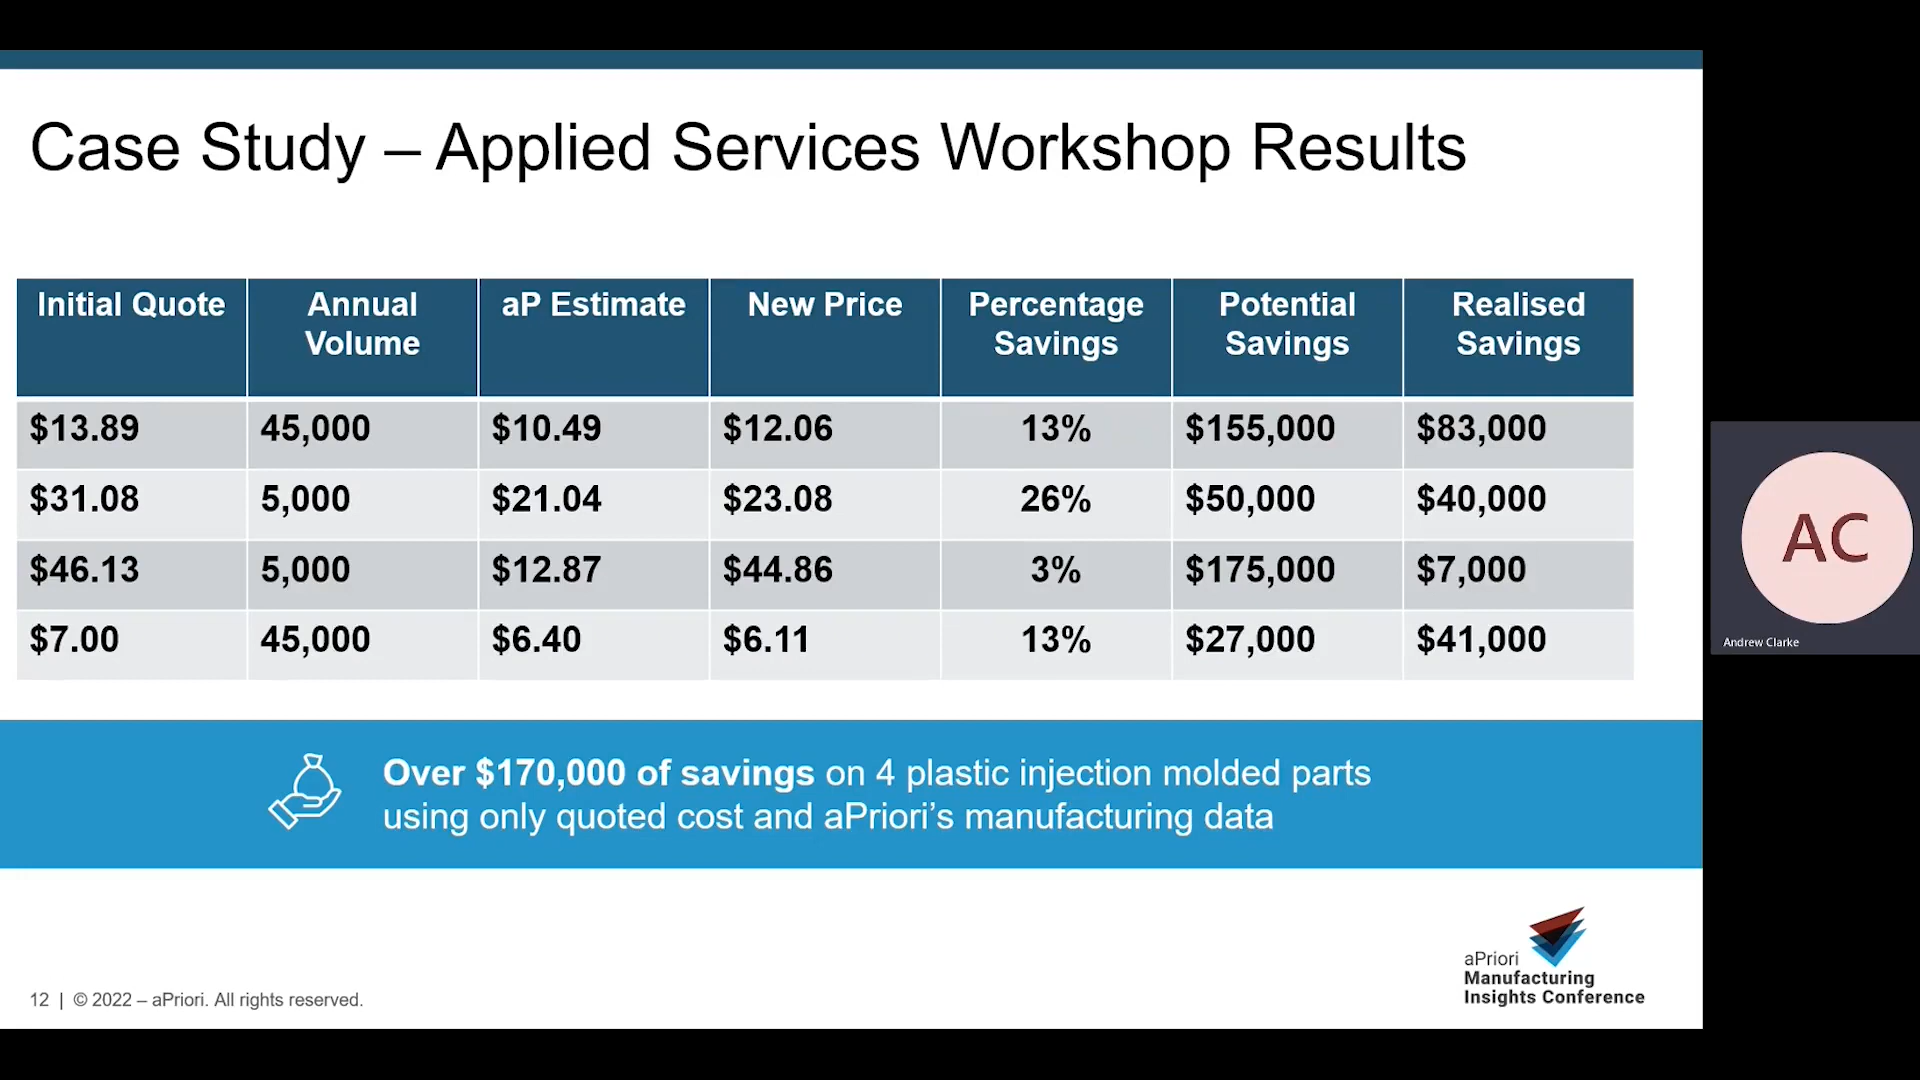 Case Study – Applied Services Workshop Results
Initial Quote Annual Volume aP Estimate New Price Percentage Savings Potential Savings Realised Savings
$13.89 45,000 $10.49 $12.06 13% $155,000 $83,000
$31.08 5,000 $21.04 $23.08 26% $50,000 $40,000
$46.13 5,000 $12.87 $44.86 3% $175,000 $7,000
$7.00 45,000 $6.40 $6.11 13% $27,000 $41,000
AC
Andrew Clarke
Over $170,000 of savings on 4 plastic injection molded parts
using only quoted cost and aPriori’s manufacturing data
aPriori
Manufacturing
Insights Conference
12 | © 2022 – aPriori. All rights reserved.